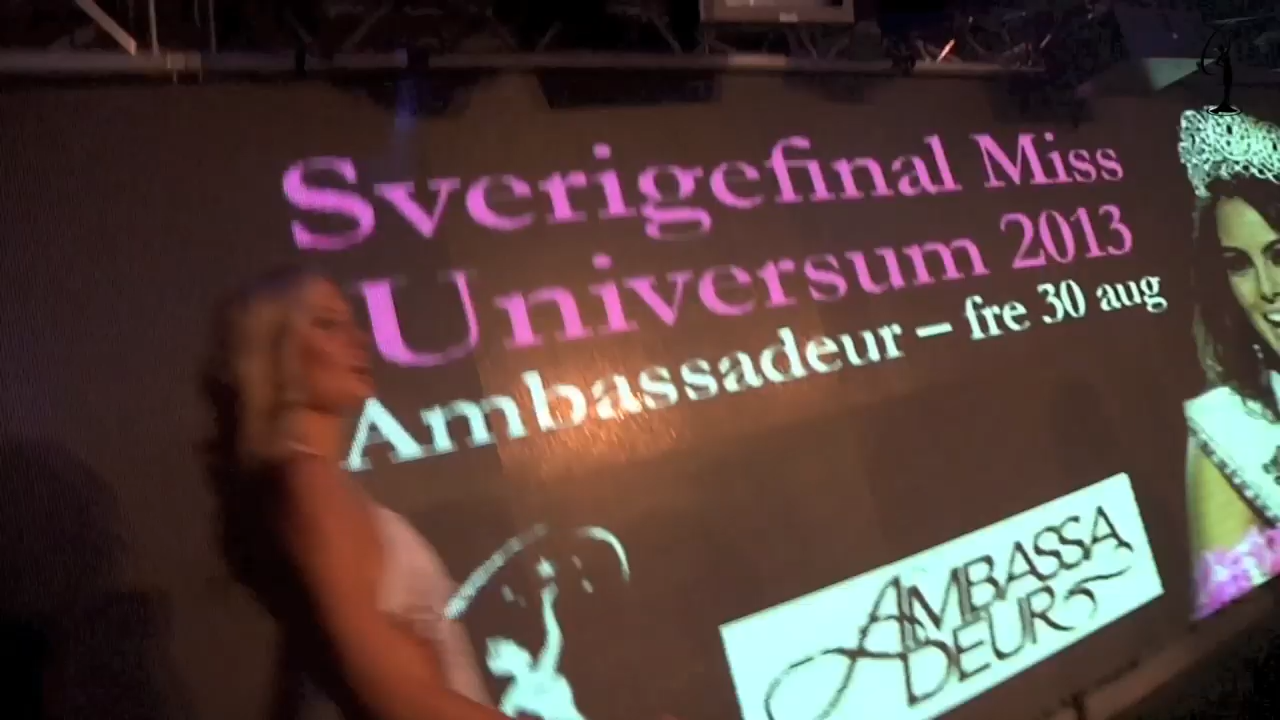 Sverigefinal Miss
Universum 2013
Ambassadeur – fre 30 aug
AMBASSA
DEUR